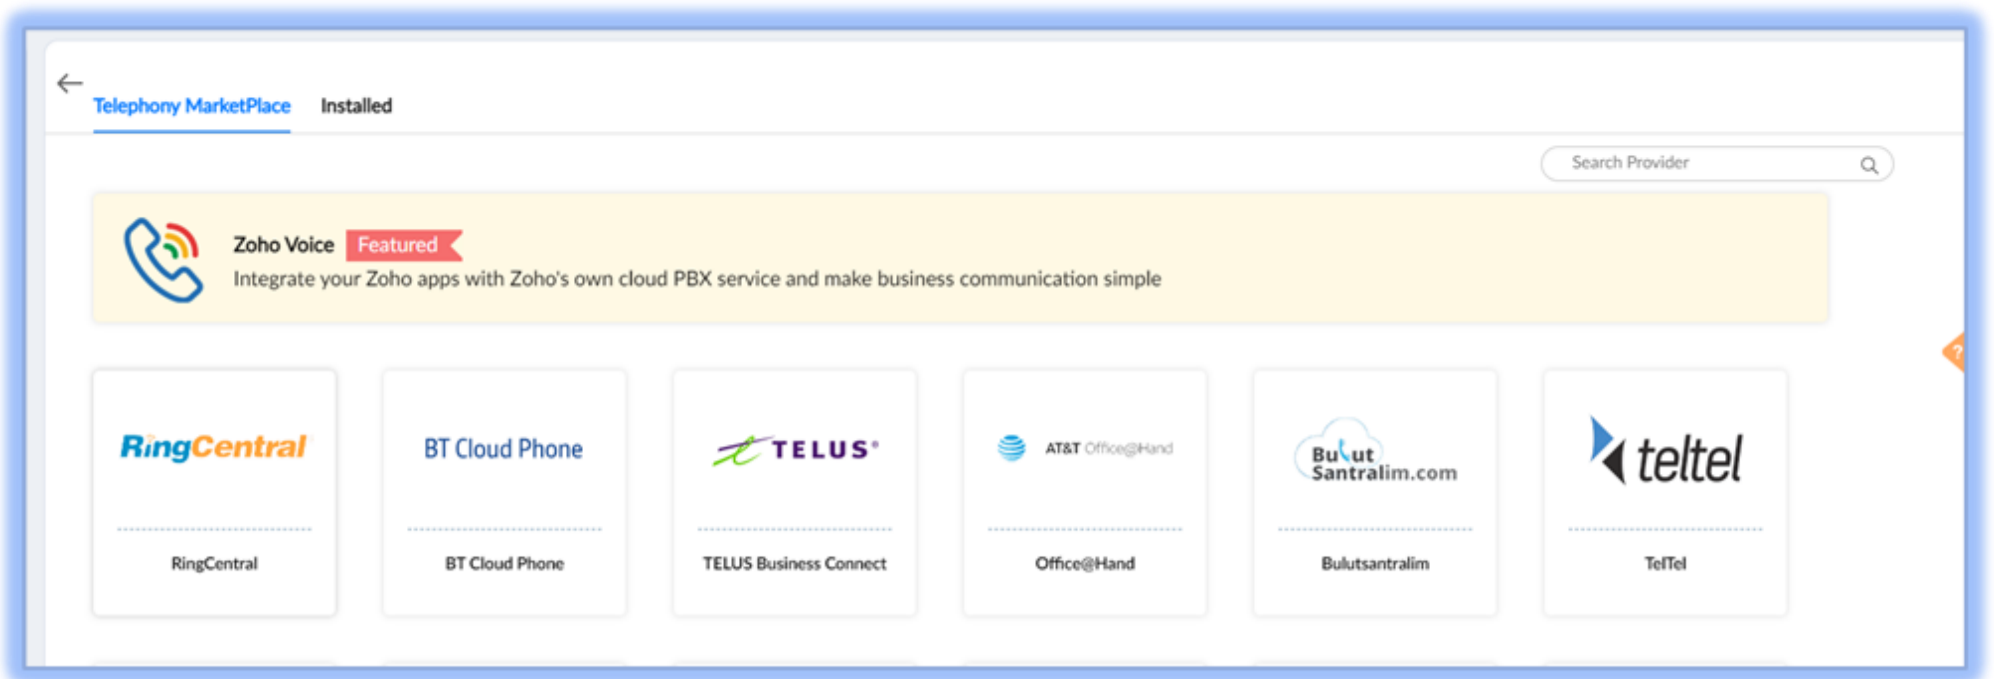 Telephony MarketPlace Installed
Search Provider
Zoho Voice Featured
Integrate your Zoho apps with Zoho's own cloud PBX service and make business communication simple
?
RingCentral
BT Cloud Phone
TELUS®
AT&T Office@Hand
Bulut
Santralim.com
teltel
RingCentral
BT Cloud Phone
TELUS Business Connect
Office@Hand
Bulutsantralim
TelTel